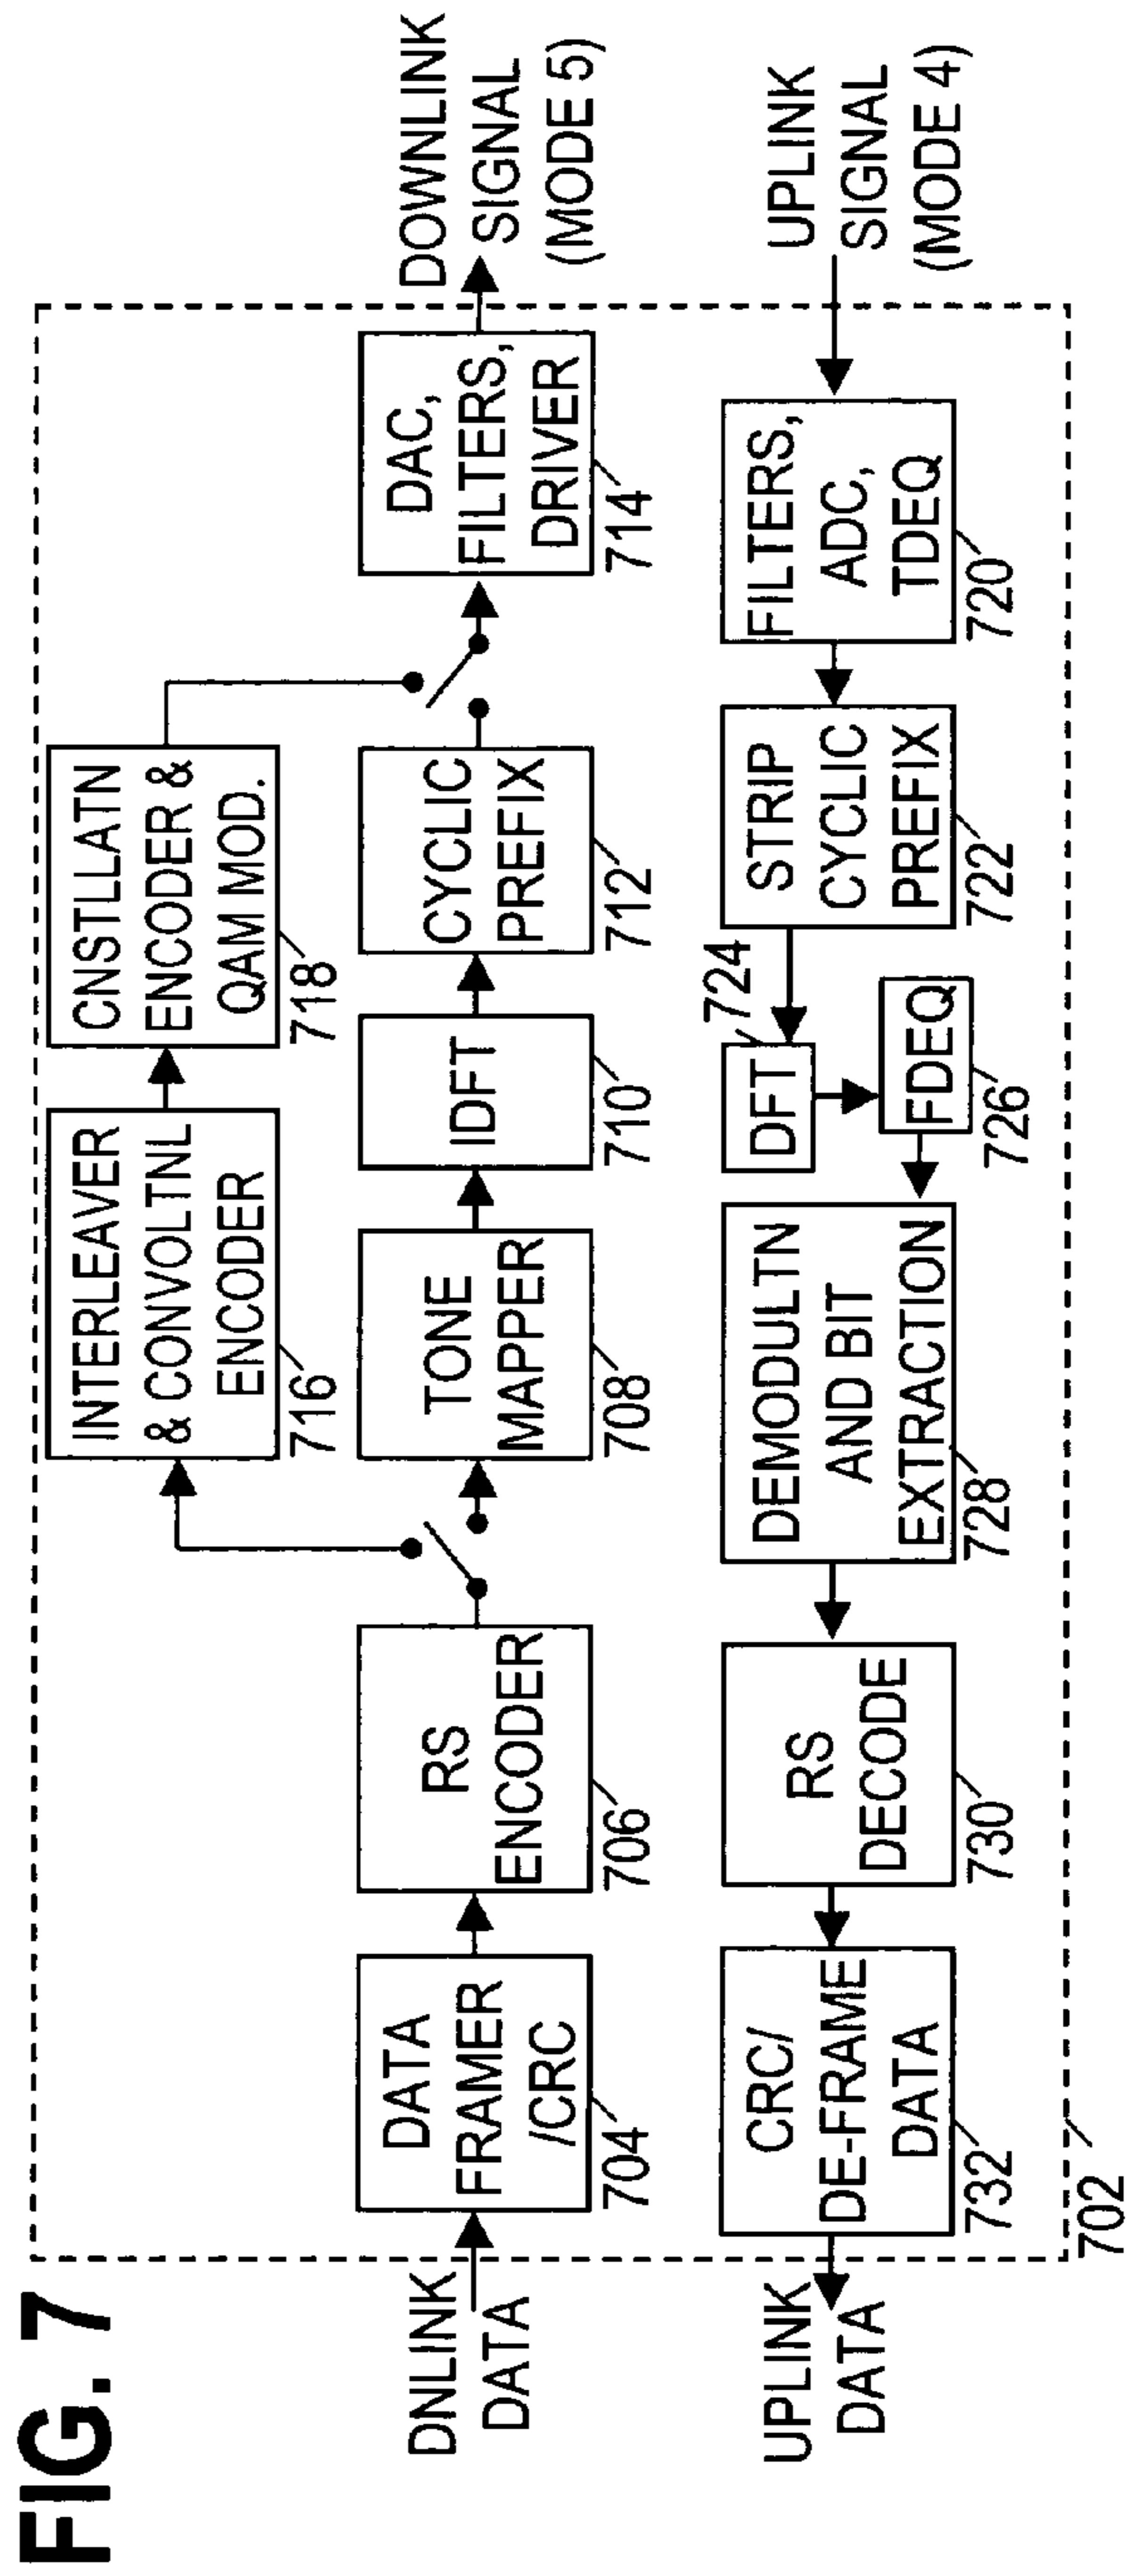 FIG. 7
DNLINK
DATA
DATA
FRAMER
/CRC
704
RS
ENCODER
706
INTERLEAVER
& CONVOLTNL
ENCODER
716
CNSTLLATN
ENCODER &
QAM MOD.
718
TONE
MAPPER
708
IDFT
710
CYCLIC
PREFIX
712
DAC,
FILTERS,
DRIVER
714
DOWNLINK
SIGNAL
(MODE 5)
UPLINK
DATA
CRC/
DE-FRAME
DATA
732
RS
DECODE
730
DEMODULTN
AND BIT
EXTRACTION
728
DFT
724
FDEQ
726
STRIP
CYCLIC
PREFIX
722
FILTERS,
ADC,
TDEQ
720
UPLINK
SIGNAL
(MODE 4)
702